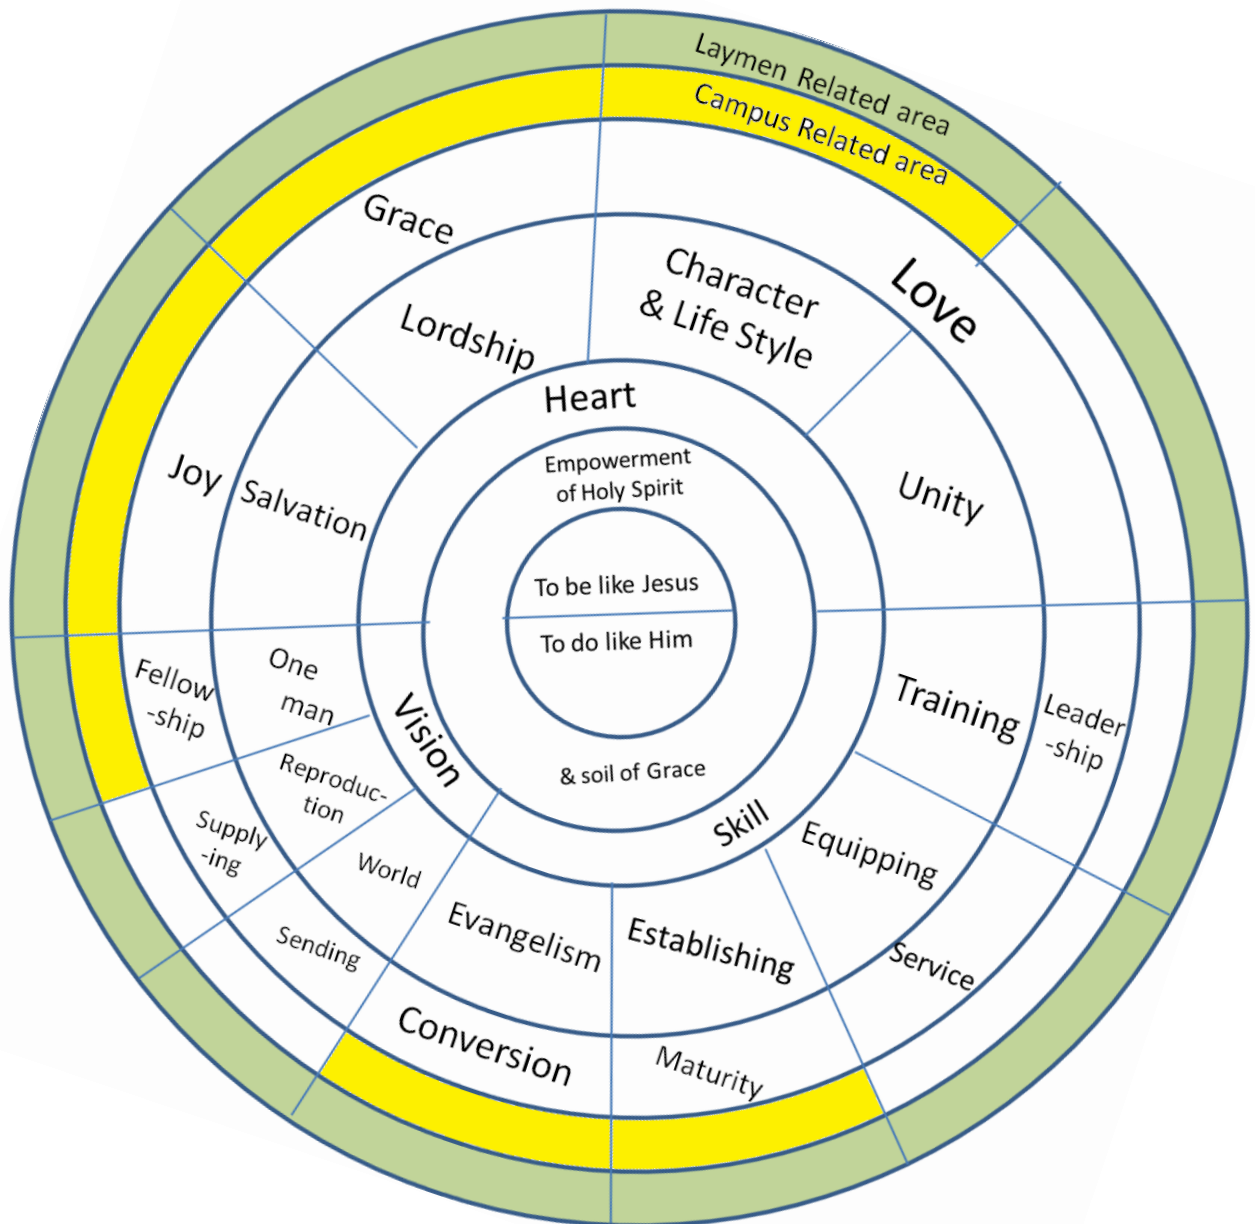 Laymen Related area
Campus Related area
Grace
Love
Character
& Life Style
Lordship
Heart
Empowerment
of Holy Spirit
Joy
Salvation
Unity
To be like Jesus
To do like Him
One
man
Fellow
-ship
Vision
Training
Leader
-ship
Reproduc-
tion
& soil of Grace
Skill
Supply
-ing
World
Equipping
Evangelism
Establishing
Sending
Service
Conversion
Maturity